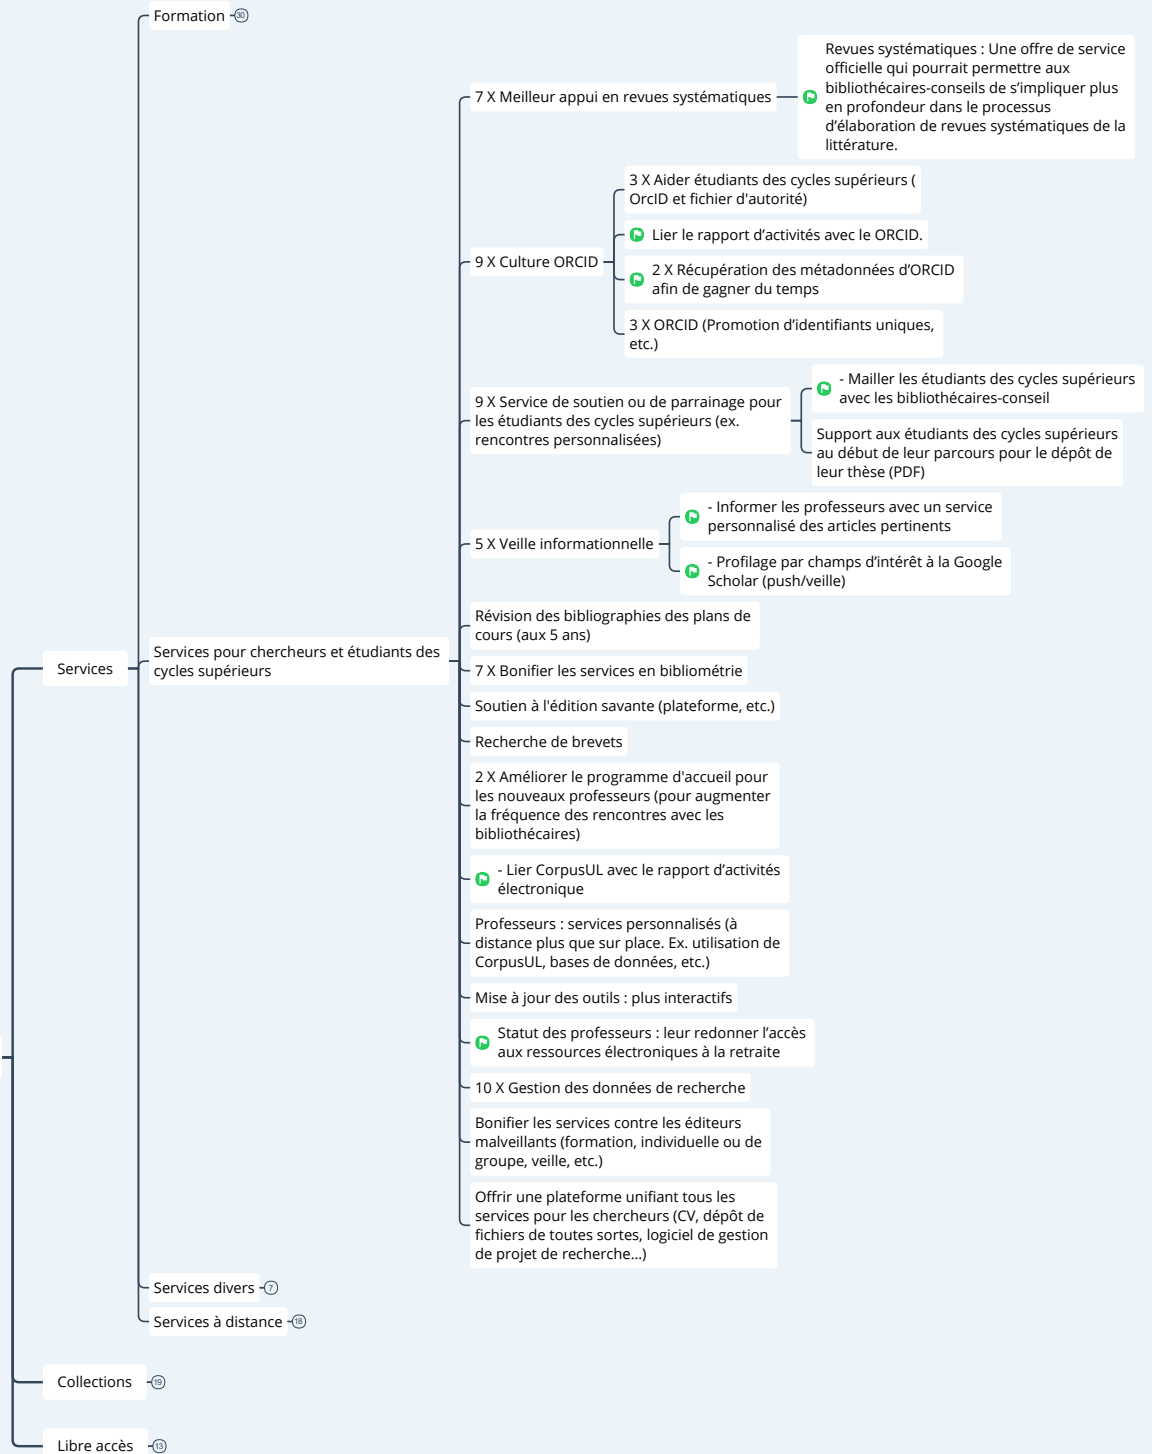 Formation
30
7 X Meilleur appui en revues systématiques
Revues systématiques : Une offre de service
officielle qui pourrait permettre aux
bibliothécaires-conseils de s’impliquer plus
en profondeur dans le processus
d’élaboration de revues systématiques de la
littérature.
9 X Culture ORCID
3 X Aider étudiants des cycles supérieurs (
OrcID et fichier d'autorité)
Lier le rapport d’activités avec le ORCID.
2 X Récupération des métadonnées d’ORCID
afin de gagner du temps
3 X ORCID (Promotion d’identifiants uniques,
etc.)
9 X Service de soutien ou de parrainage pour
les étudiants des cycles supérieurs (ex.
rencontres personnalisées)
- Mailler les étudiants des cycles supérieurs
avec les bibliothécaires-conseil
Support aux étudiants des cycles supérieurs
au début de leur parcours pour le dépôt de
leur thèse (PDF)
5 X Veille informationnelle
- Informer les professeurs avec un service
personnalisé des articles pertinents
- Profilage par champs d’intérêt à la Google
Scholar (push/veille)
Révision des bibliographies des plans de
cours (aux 5 ans)
Services
Services pour chercheurs et étudiants des
cycles supérieurs
7 X Bonifier les services en bibliométrie
Soutien à l'édition savante (plateforme, etc.)
Recherche de brevets
2 X Améliorer le programme d'accueil pour
les nouveaux professeurs (pour augmenter
la fréquence des rencontres avec les
bibliothécaires)
- Lier CorpusUL avec le rapport d’activités
électronique
Professeurs : services personnalisés (à
distance plus que sur place. Ex. utilisation de
CorpusUL, bases de données, etc.)
Mise à jour des outils : plus interactifs
Statut des professeurs : leur redonner l’accès
aux ressources électroniques à la retraite
10 X Gestion des données de recherche
Bonifier les services contre les éditeurs
malveillants (formation, individuelle ou de
groupe, veille, etc.)
Offrir une plateforme unifiant tous les
services pour les chercheurs (CV, dépôt de
fichiers de toutes sortes, logiciel de gestion
de projet de recherche...)
Services divers
7
Services à distance
18
Collections
19
Libre accès
13